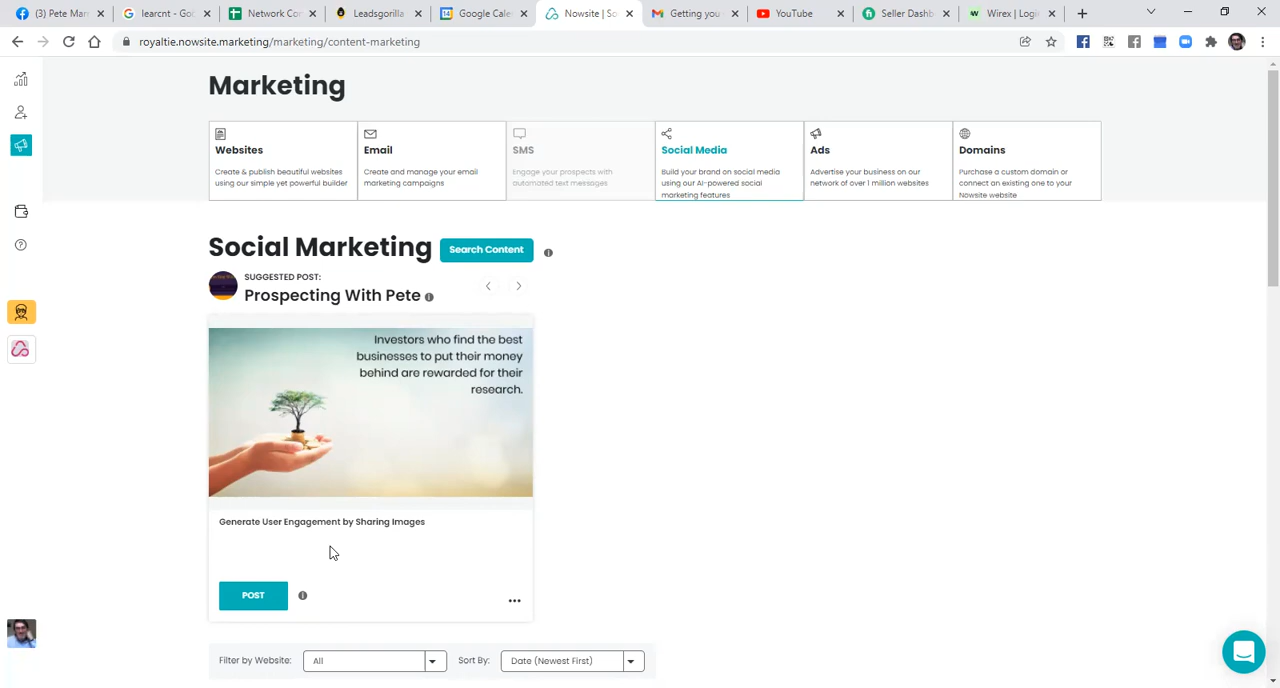 (3) Pete Man
learcnt - Go
Network Cor
Leadsgorilla
Google Cale
Nowsite | So
Getting you
YouTube
Seller Dashb
Wirex | Logi
royaltie.nowsite.marketing/marketing/content-marketing
Marketing
Websites
Create & publish beautiful websites
using our simple yet powerful builder
Email
Create and manage your email
marketing campaigns
SMS
Engage your prospects with
automated text messages
Social Media
Build your brand on social media
using our AI-powered social
marketing features
Ads
Advertise your business on our
network of over 1 million websites
Domains
Purchase a custom domain or
connect an existing one to your
Nowsite website
Social Marketing
Search Content
SUGGESTED POST:
Prospecting With Pete
Investors who find the best
businesses to put their money
behind are rewarded for their
research.
Generate User Engagement by Sharing Images
POST
Filter by Website:
All
Sort By:
Date (Newest First)